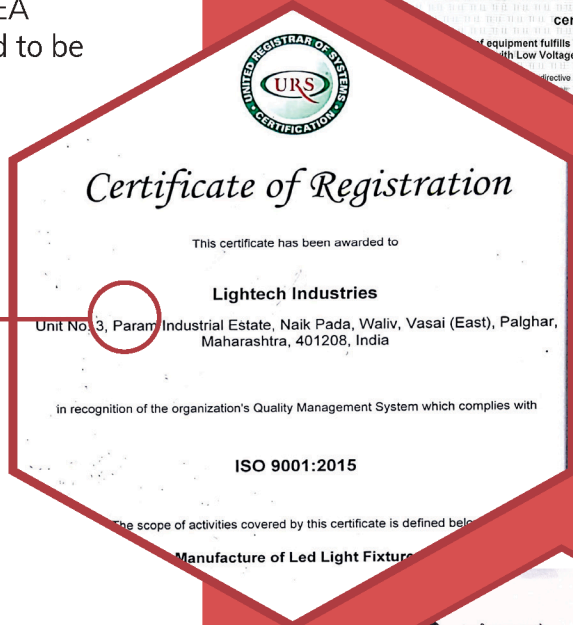 EA
d to be
cer
f equipment fulfills
with Low Voltage
directive
UNITED REGISTRAR OF SYSTEMS
URS
CERTIFICATION
Certificate of Registration
This certificate has been awarded to
Lightech Industries
Unit No. 3, Param Industrial Estate, Naik Pada, Waliv, Vasai (East), Palghar,
Maharashtra, 401208, India
in recognition of the organization's Quality Management System which complies with
ISO 9001:2015
The scope of activities covered by this certificate is defined belo
Manufacture of Led Light Fixture